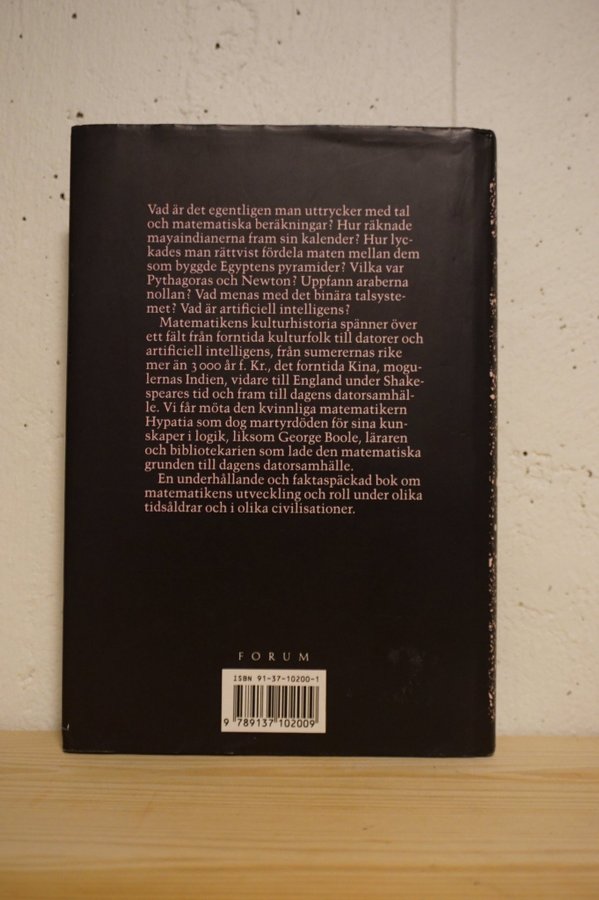 Vad är det egentligen man uttrycker med tal
och matematiska beräkningar? Hur räknade
mayaindianerna fram sin kalender? Hur lyc-
kades man rättvist fördela maten mellan dem
som byggde Egyptens pyramider? Vilka var
Pythagoras och Newton? Uppfann araberna
nollan? Vad menas med det binära talsyste-
met? Vad är artificiell intelligens?
Matematikens kulturhistoria spänner över
ett fält från forntida kulturfolk till datorer och
artificiell intelligens, från sumerernas rike
mer än 3 000 år f. Kr., det forntida Kina, mogu-
lernas Indien, vidare till England under Shake-
speares tid och fram till dagens datorsamhäl-
le. Vi får möta den kvinnliga matematikern
Hypatia som dog martyrdöden för sina kun-
skaper i logik, liksom George Boole, läraren
och bibliotekarien som lade den matematiska
grunden till dagens datorsamhälle.
En underhållande och faktaspäckad bok om
matematikens utveckling och roll under olika
tidsåldrar och i olika civilisationer.
FORUM
ISBN 91-37-10200-1
9 789137 102009